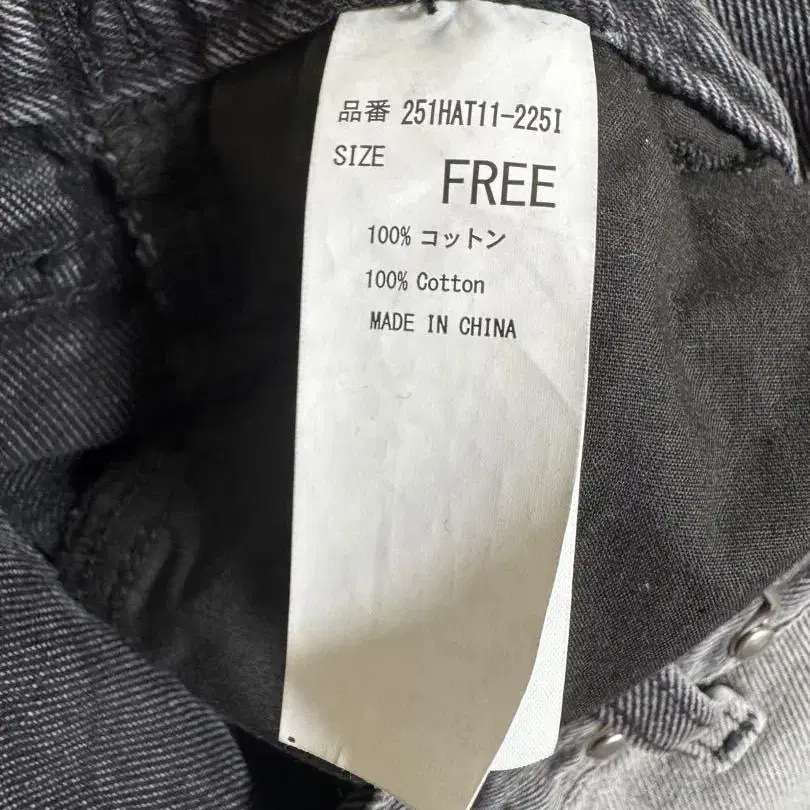 品番 251HAT11-225I
SIZE FREE
100% コットン
100% Cotton
MADE IN CHINA